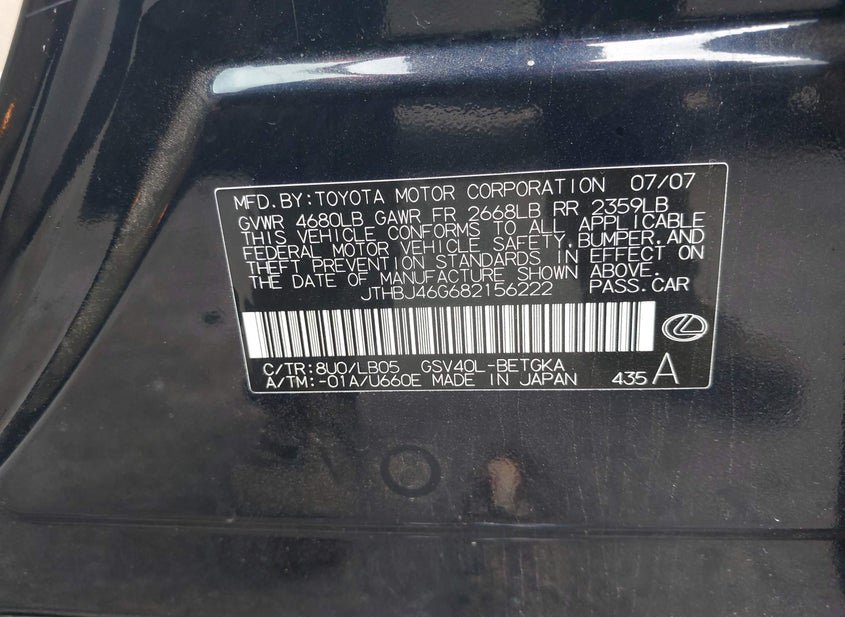 MFD.BY:TOYOTA MOTOR CORPORATION 07/07
GVWR 4680LB GAWR FR 2668LB RR 2359LB
THIS VEHICLE CONFORMS TO ALL APPLICABLE
FEDERAL MOTOR VEHICLE SAFETY,BUMPER,AND
THEFT PREVENTION STANDARDS IN EFFECT ON
THE DATE OF MANUFACTURE SHOWN ABOVE.
JTHBJ46G682156222 PASS.CAR
C/TR:8U0/LB05 GSV40L-BETGKA
A/TM:-01A/U660E MADE IN JAPAN 435 A